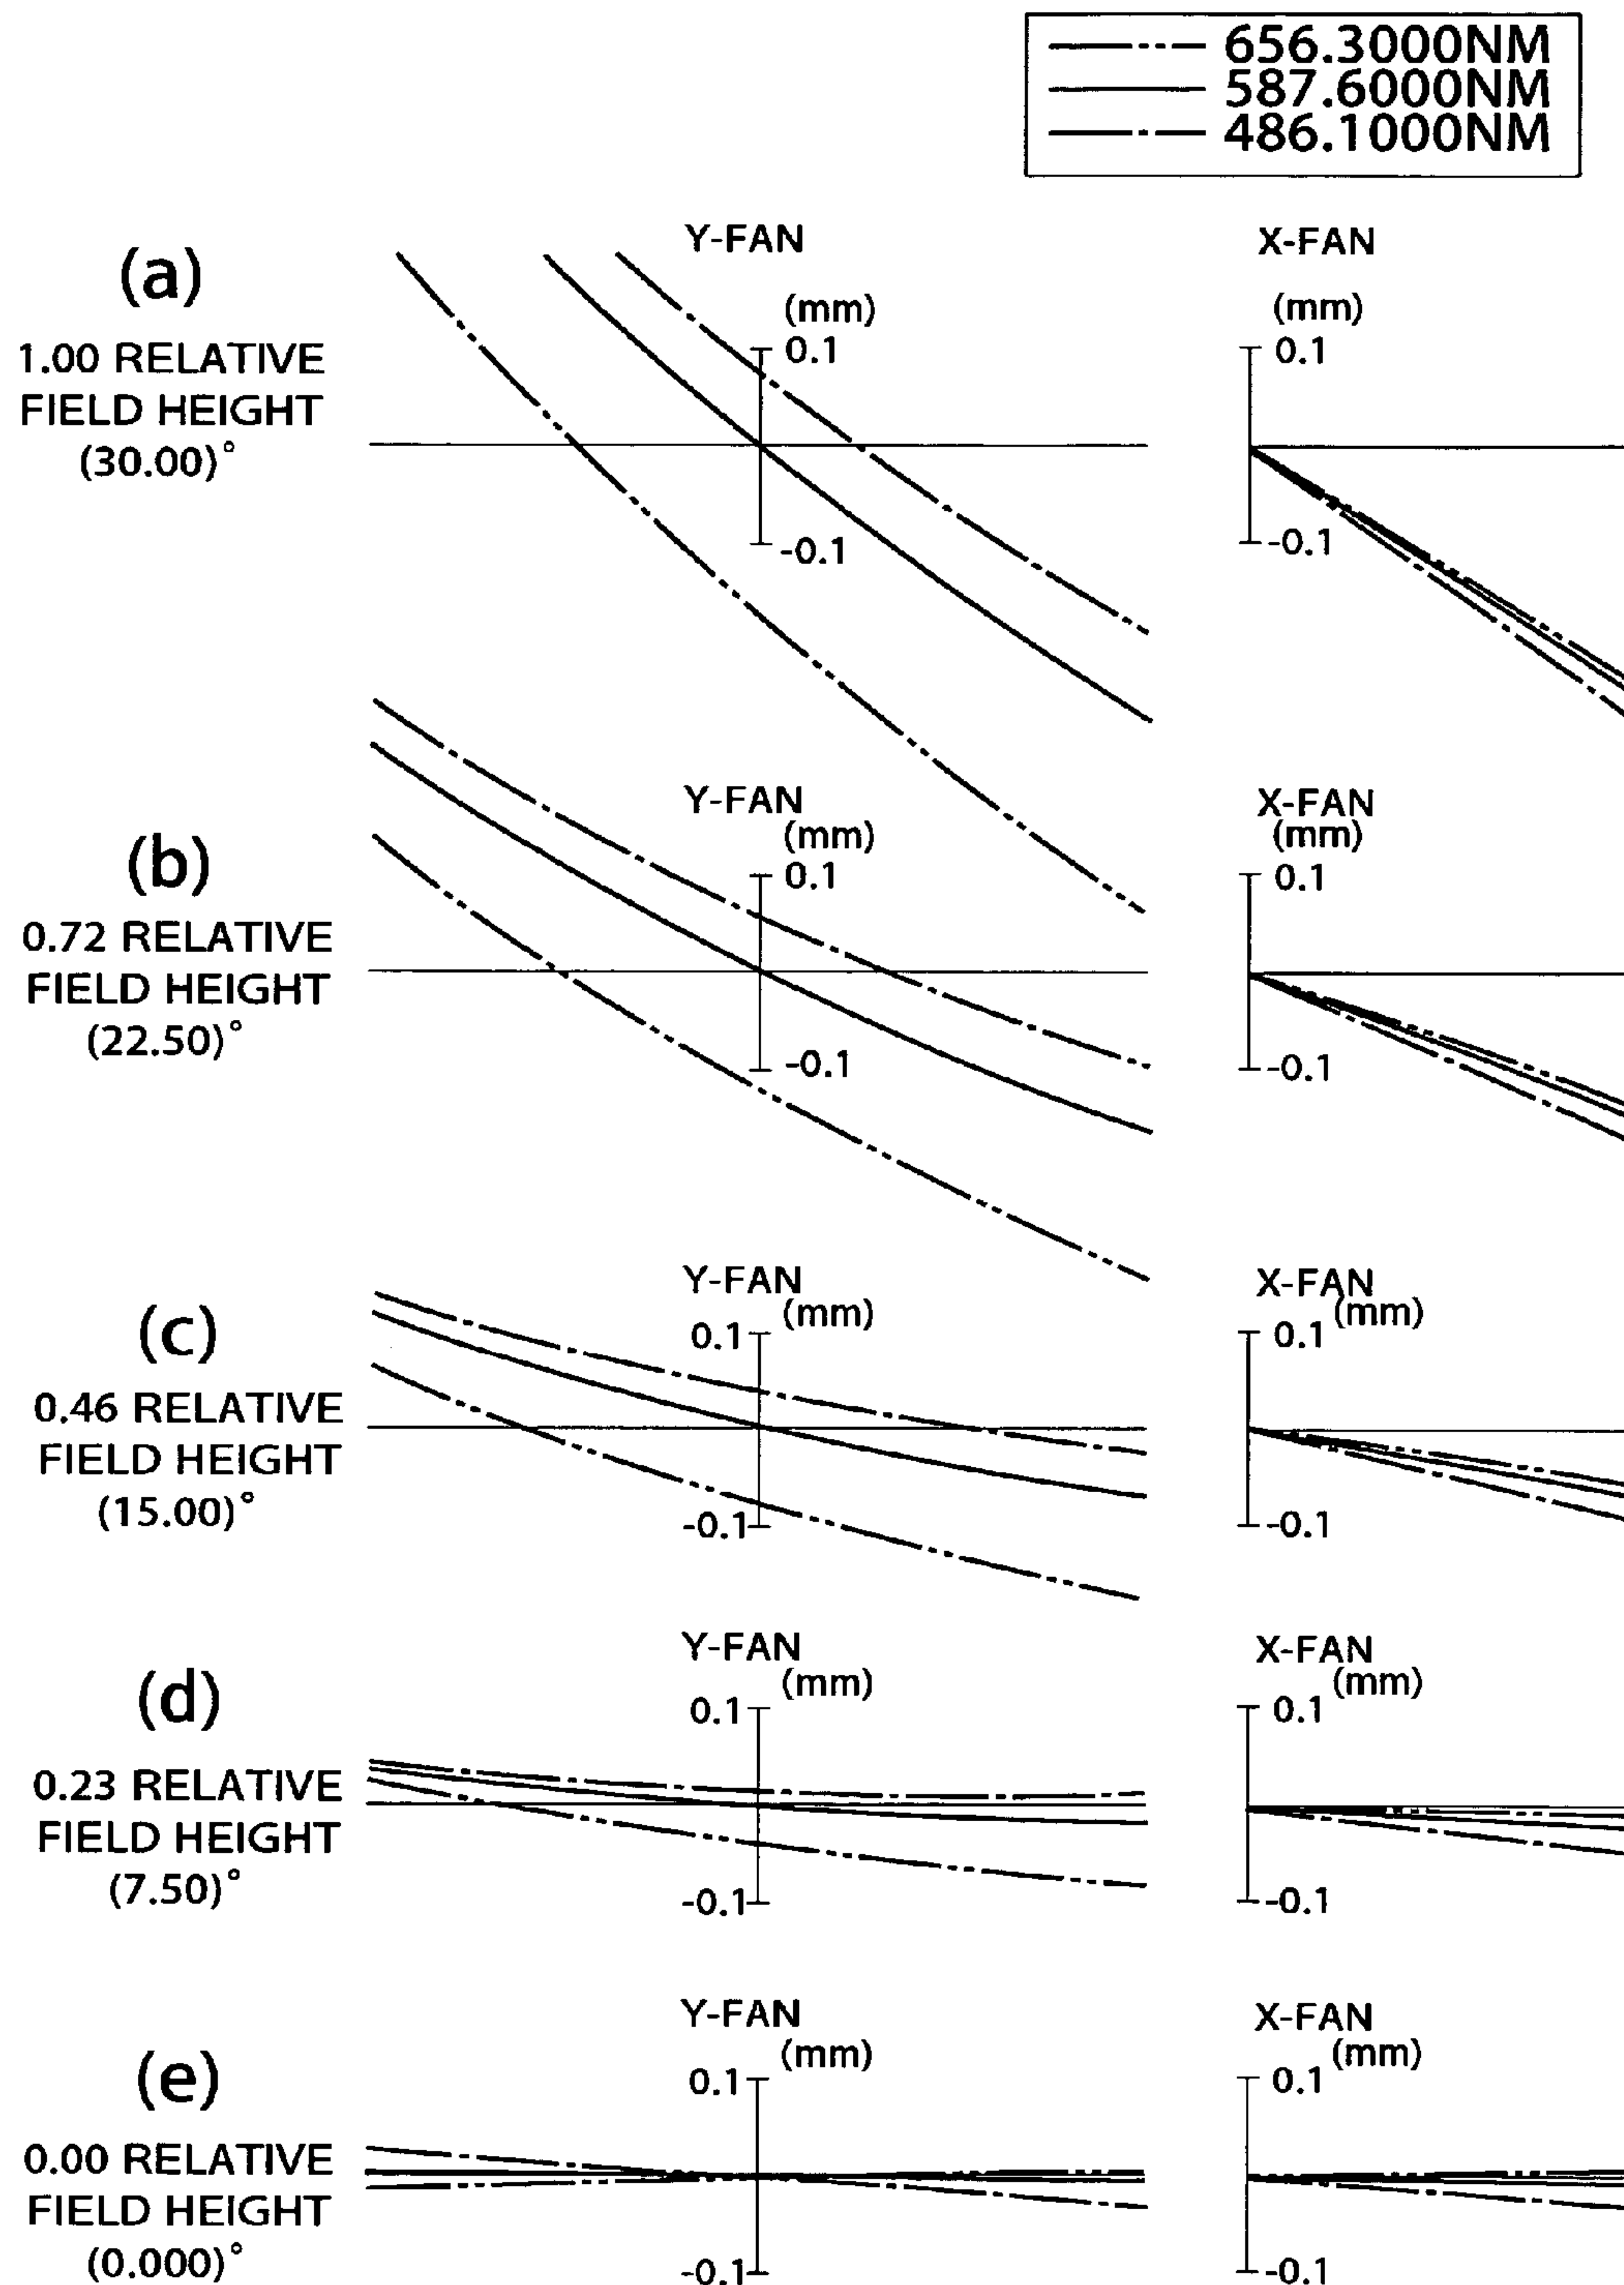 656.3000NM
587.6000NM
486.1000NM
(a)
1.00 RELATIVE
FIELD HEIGHT
(30.00)°
Y-FAN
(mm)
0.1
-0.1
X-FAN
(mm)
0.1
-0.1
(b)
0.72 RELATIVE
FIELD HEIGHT
(22.50)°
Y-FAN
(mm)
0.1
-0.1
X-FAN
(mm)
0.1
-0.1
(c)
0.46 RELATIVE
FIELD HEIGHT
(15.00)°
Y-FAN
(mm)
0.1
-0.1
X-FAN
(mm)
0.1
-0.1
(d)
0.23 RELATIVE
FIELD HEIGHT
(7.50)°
Y-FAN
(mm)
0.1
-0.1
X-FAN
(mm)
0.1
-0.1
(e)
0.00 RELATIVE
FIELD HEIGHT
(0.000)°
Y-FAN
(mm)
0.1
-0.1
X-FAN
(mm)
0.1
-0.1